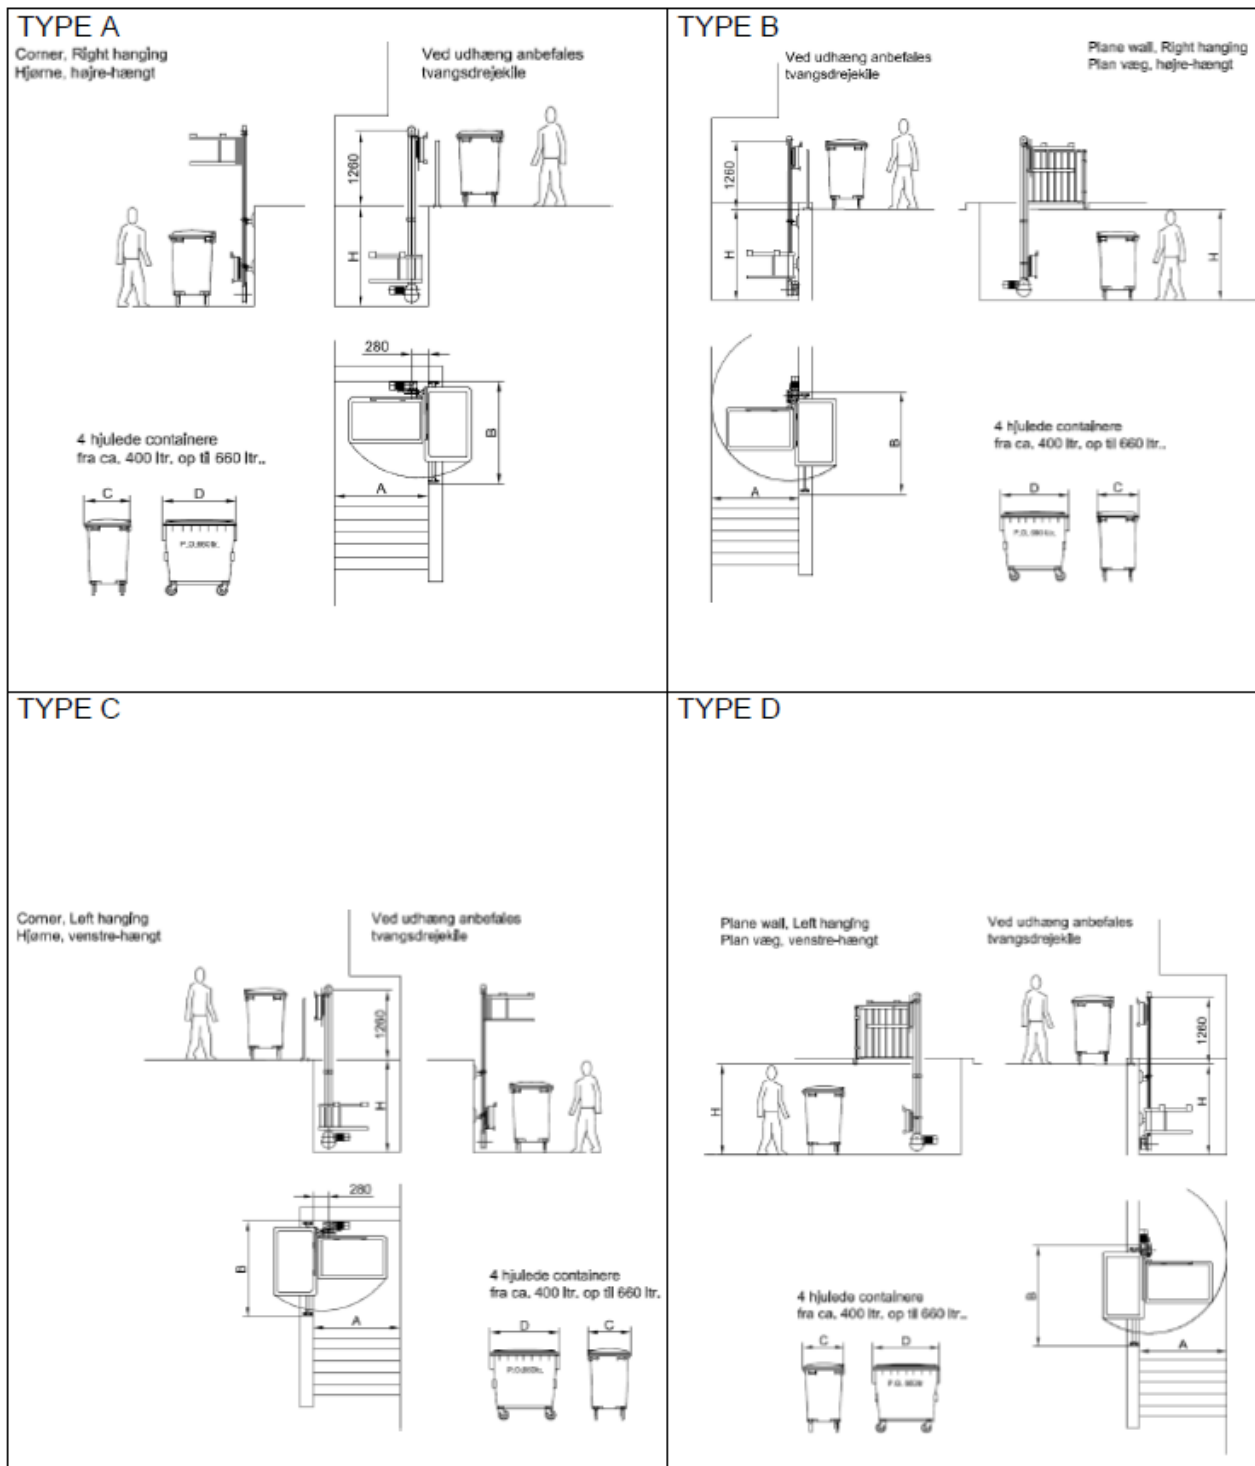 TYPE A
Corner, Right hanging
Hjørne, højre-hængt
Ved udhæng anbefales
tvangsdrejekile
1260
H
280
B
A
4 hjulede containere
fra ca. 400 ltr. op til 660 ltr..
C
D
P.O.660 ltr.
TYPE B
Ved udhæng anbefales
tvangsdrejekile
Plane wall, Right hanging
Plan væg, højre-hængt
1260
H
H
B
A
4 hjulede containere
fra ca. 400 ltr. op til 660 ltr..
D
C
P.O. 660 ltr.
TYPE C
Corner, Left hanging
Hjørne, venstre-hængt
Ved udhæng anbefales
tvangsdrejekile
1260
H
280
B
A
4 hjulede containere
fra ca. 400 ltr. op til 660 ltr.
D
C
P.O.660ltr.
TYPE D
Plane wall, Left hanging
Plan væg, venstre-hængt
Ved udhæng anbefales
tvangsdrejekile
1260
H
H
B
A
4 hjulede containere
fra ca. 400 ltr. op til 660 ltr..
C
D